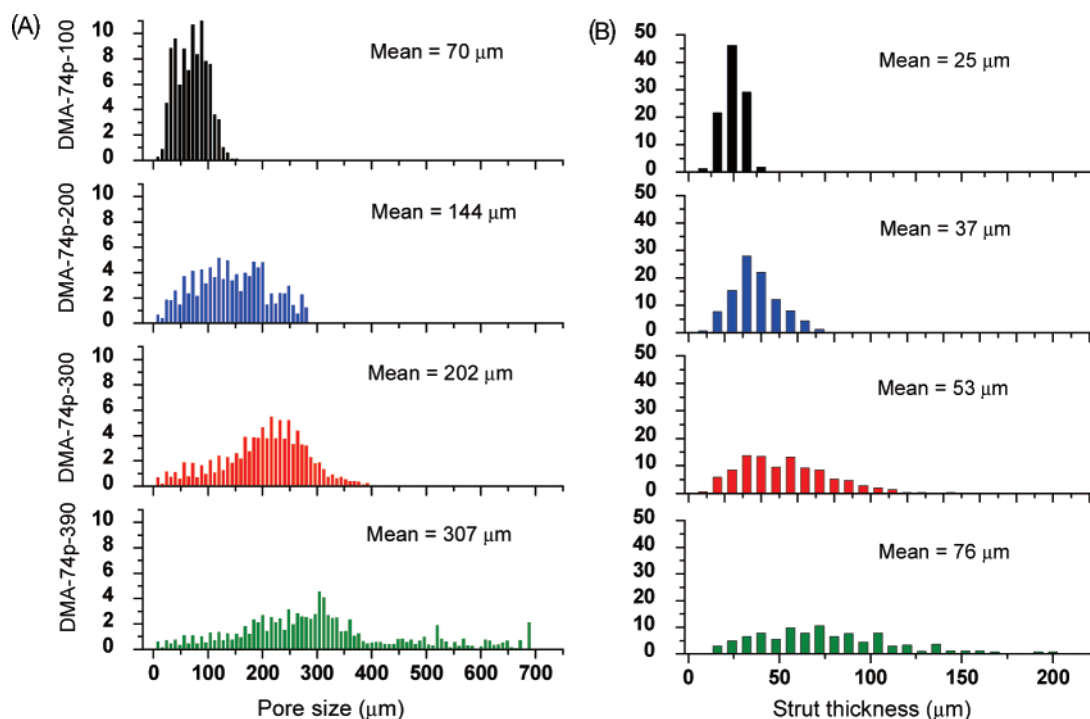 (A)
DMA-74p-100
10
8
6
4
2
0
Mean = 70 μm
DMA-74p-200
10
8
6
4
2
0
Mean = 144 μm
DMA-74p-300
10
8
6
4
2
0
Mean = 202 μm
DMA-74p-390
10
8
6
4
2
0
Mean = 307 μm
0 100 200 300 400 500 600 700
Pore size (μm)
(B)
50
40
30
20
10
0
Mean = 25 μm
50
40
30
20
10
0
Mean = 37 μm
50
40
30
20
10
0
Mean = 53 μm
50
40
30
20
10
0
Mean = 76 μm
0 50 100 150 200
Strut thickness (μm)